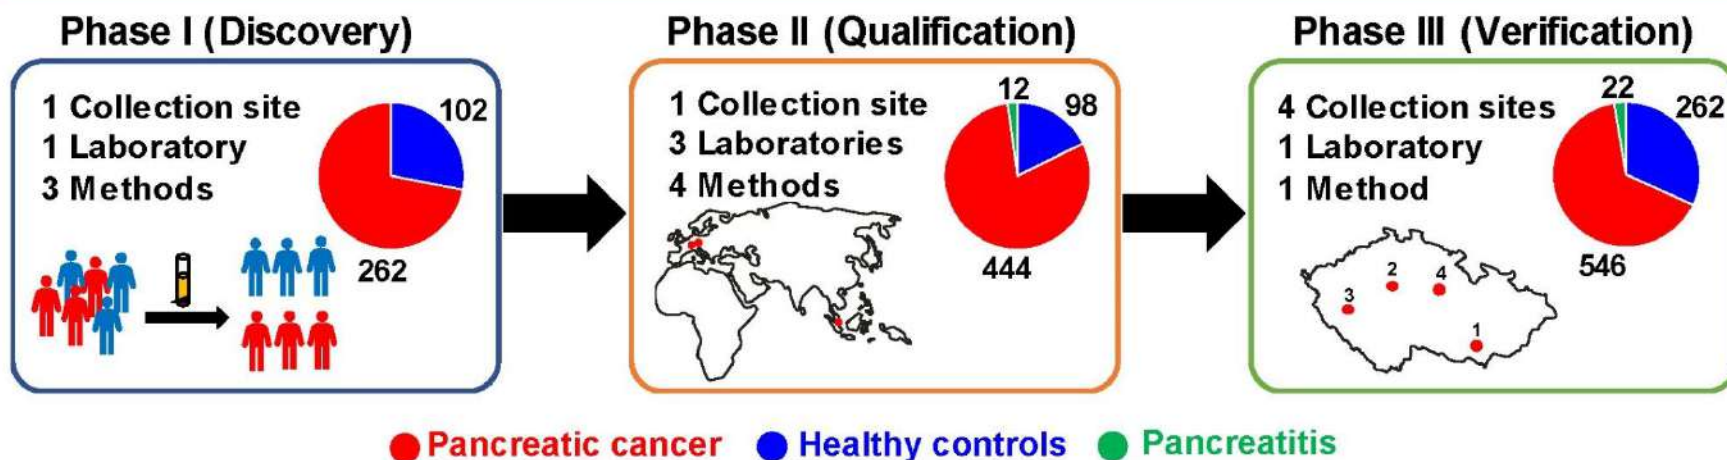 Phase I (Discovery)
1 Collection site
1 Laboratory
3 Methods
102
262
Phase II (Qualification)
1 Collection site
3 Laboratories
4 Methods
12
98
444
Phase III (Verification)
4 Collection sites
1 Laboratory
1 Method
22
262
546
2
4
3
1
Pancreatic cancer
Healthy controls
Pancreatitis